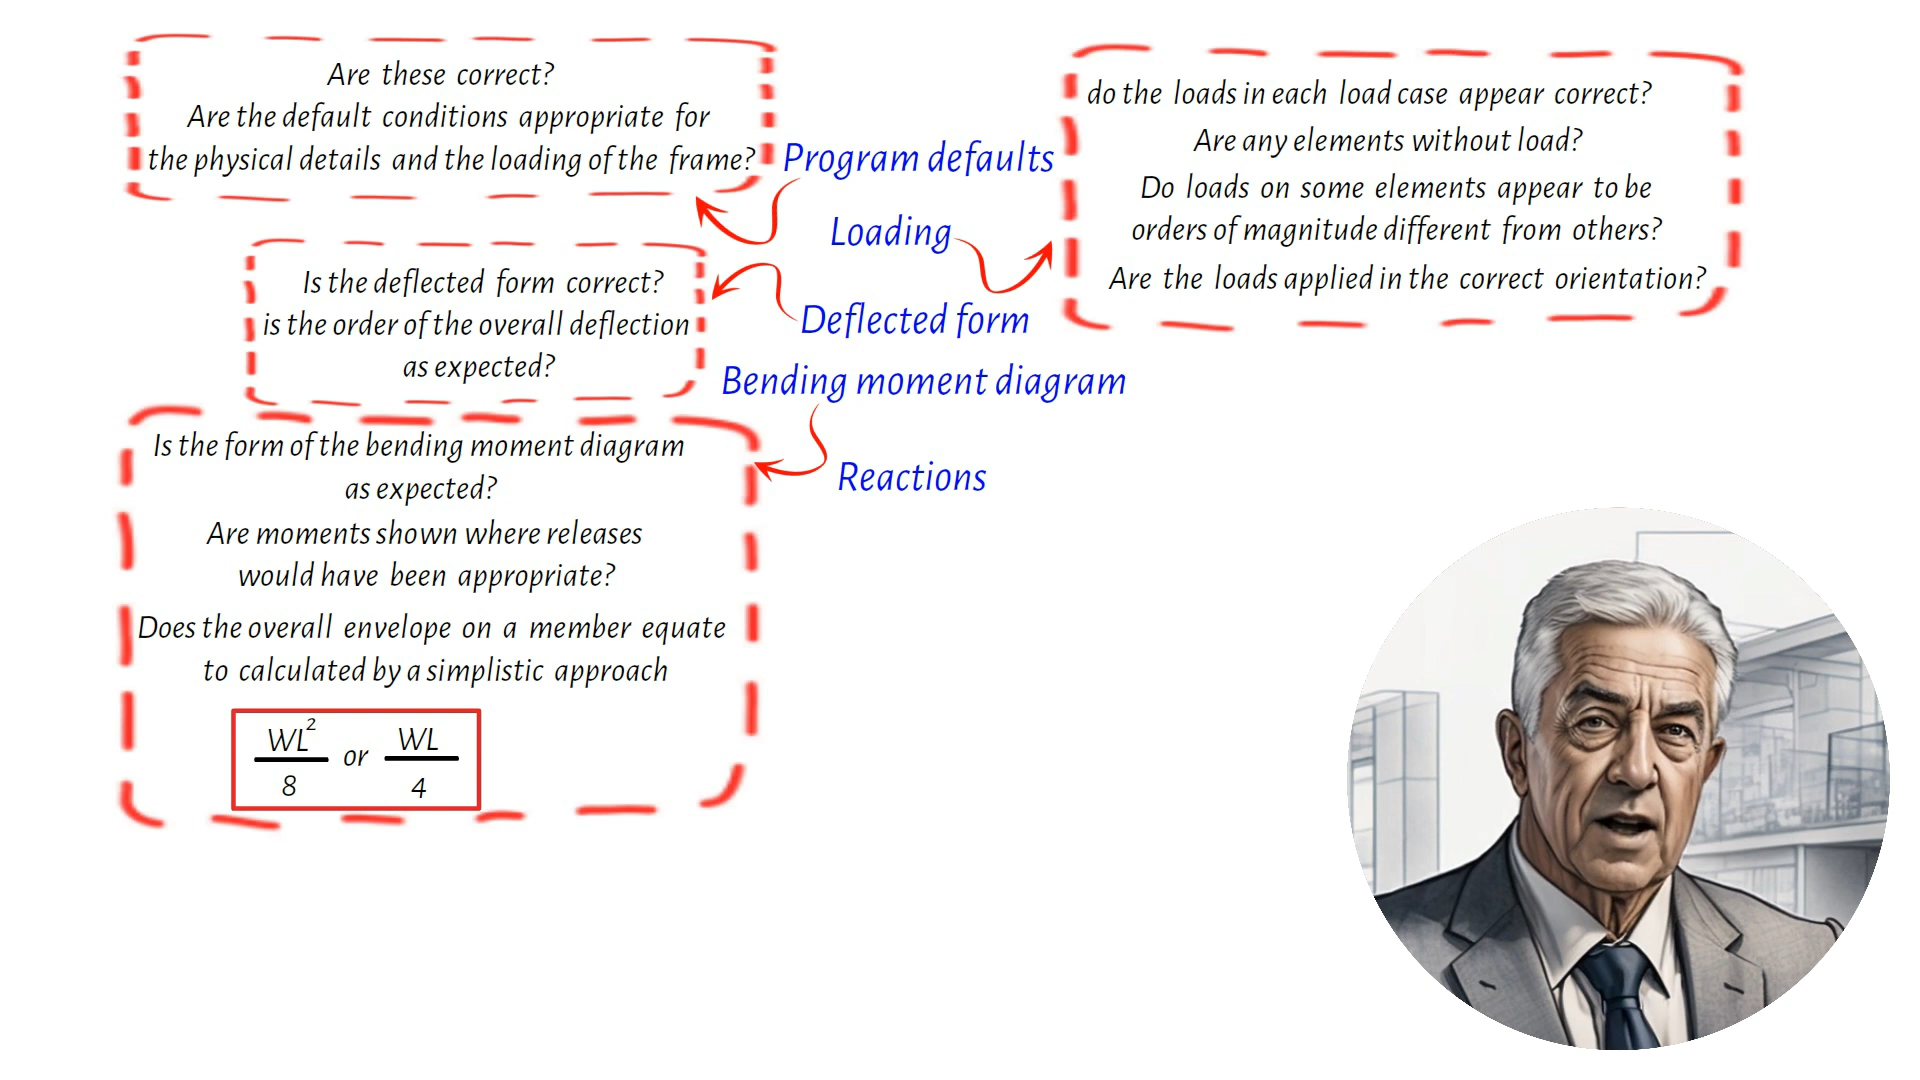 Are these correct?
Are the default conditions appropriate for
the physical details and the loading of the frame?
Program defaults
Loading
Deflected form
Bending moment diagram
Reactions
do the loads in each load case appear correct?
Are any elements without load?
Do loads on some elements appear to be
orders of magnitude different from others?
Are the loads applied in the correct orientation?
Is the deflected form correct?
is the order of the overall deflection
as expected?
Is the form of the bending moment diagram
as expected?
Are moments shown where releases
would have been appropriate?
Does the overall envelope on a member equate
to calculated by a simplistic approach
WL² or WL
8 4